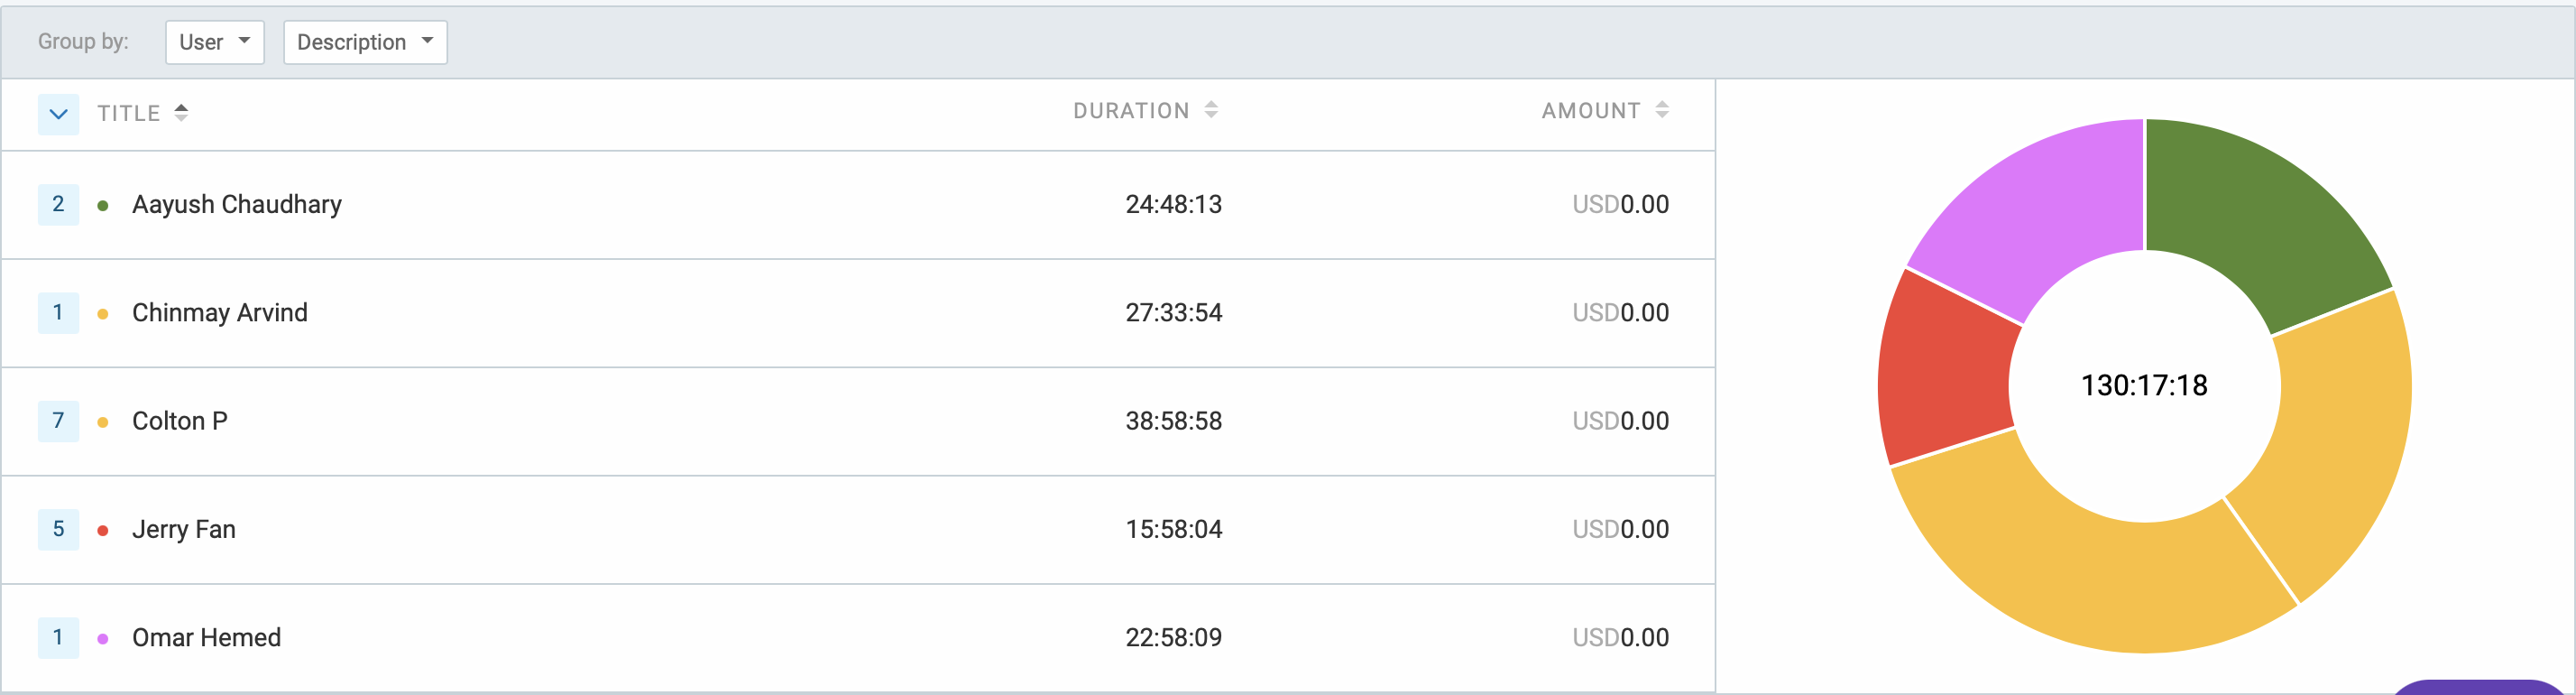 Group by: User Description
TITLE DURATION AMOUNT
2 Aayush Chaudhary 24:48:13 USD0.00
1 Chinmay Arvind 27:33:54 USD0.00
7 Colton P 38:58:58 USD0.00
5 Jerry Fan 15:58:04 USD0.00
1 Omar Hemed 22:58:09 USD0.00
130:17:18